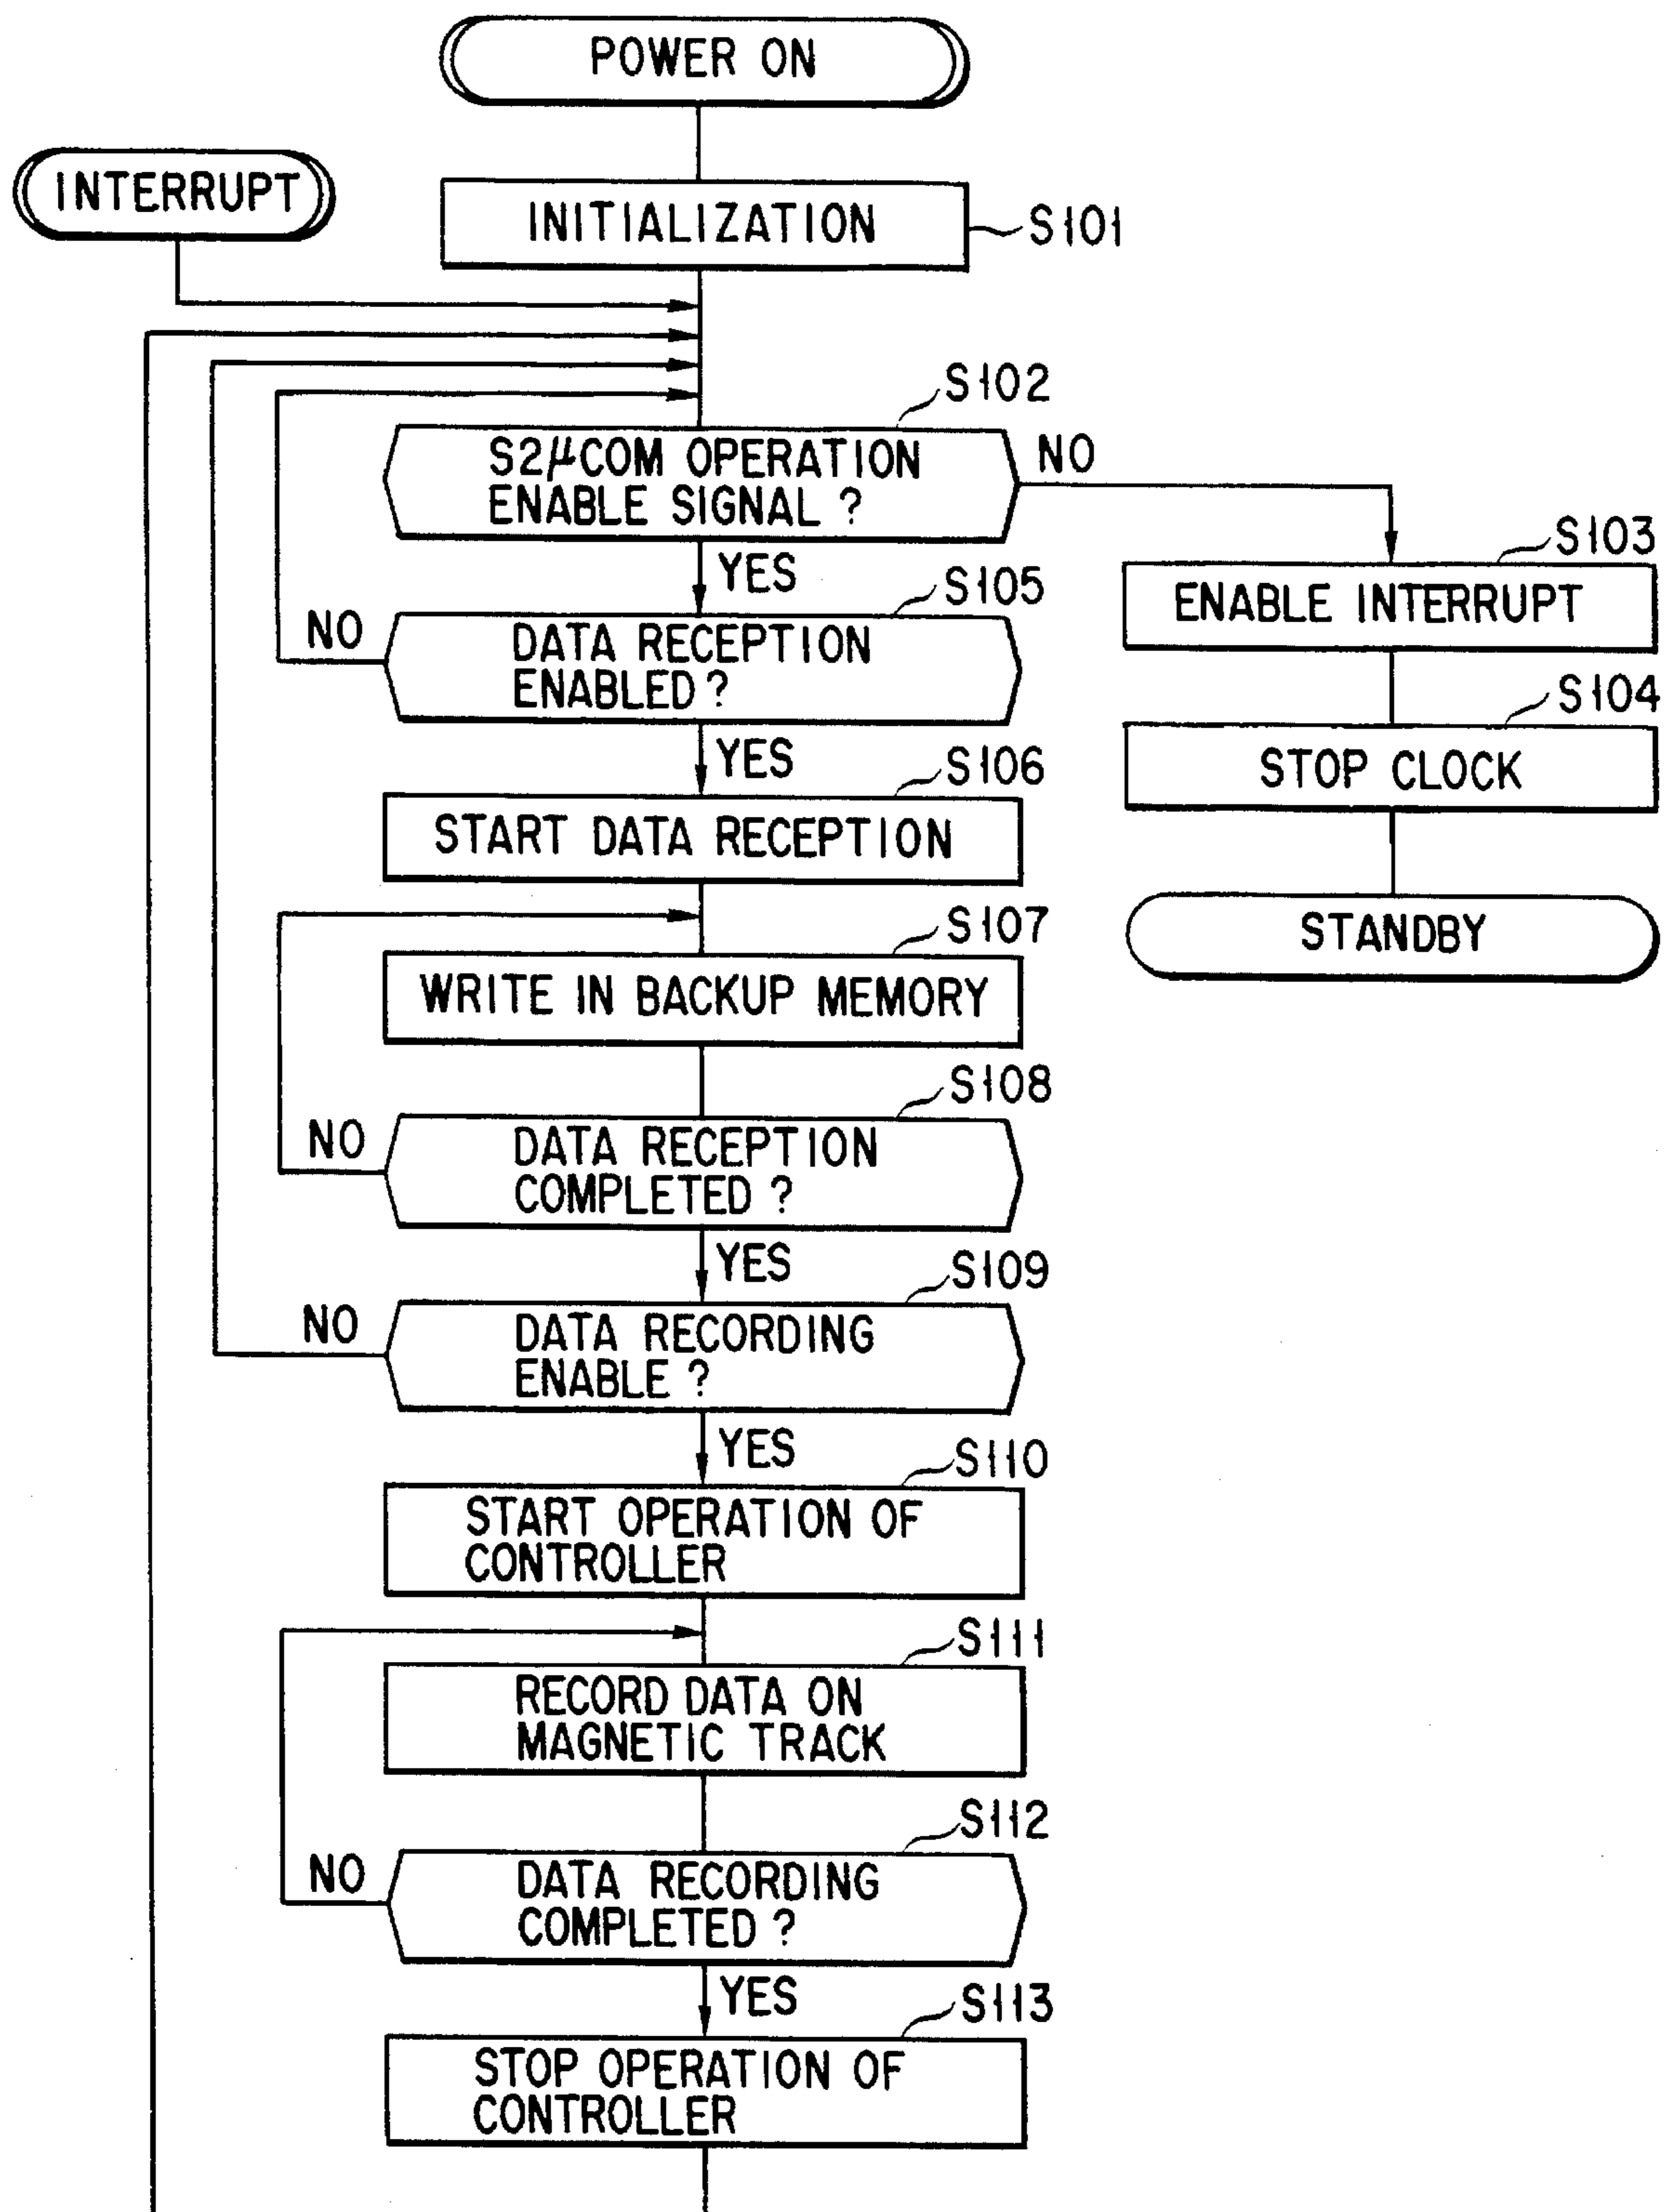 POWER ON
INTERRUPT
INITIALIZATION
S101
S102
S2μCOM OPERATION
ENABLE SIGNAL ?
NO
YES
S103
ENABLE INTERRUPT
S105
NO
DATA RECEPTION
ENABLED ?
S104
STOP CLOCK
YES
S106
START DATA RECEPTION
STANDBY
S107
WRITE IN BACKUP MEMORY
S108
NO
DATA RECEPTION
COMPLETED ?
YES
S109
NO
DATA RECORDING
ENABLE ?
YES
S110
START OPERATION OF
CONTROLLER
S111
RECORD DATA ON
MAGNETIC TRACK
S112
NO
DATA RECORDING
COMPLETED ?
YES
S113
STOP OPERATION OF
CONTROLLER